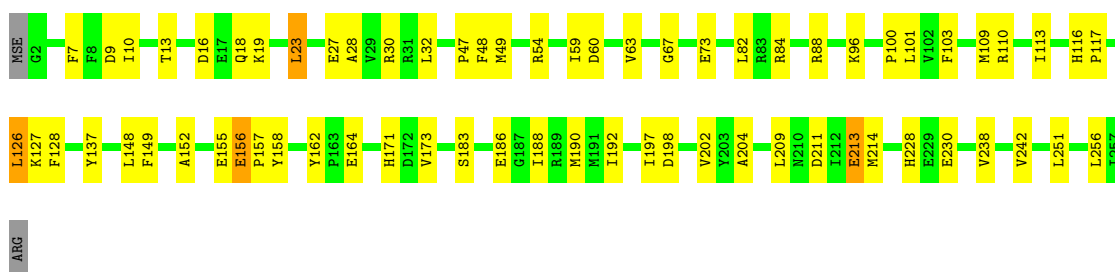 MSE G2 F7 F8 D9 I10 T13 D16 E17 Q18 K19 L23 E27 A28 V29 R30 R31 L32 P47 F48 M49 R54 I59 D60 V63 G67 E73 L82 R83 R84 R88 K96 P100 L101 V102 F103 M109 R110 I113 H116 P117
L126 K127 F128 Y137 L148 F149 A152 E155 E156 P157 Y158 Y162 P163 E164 H171 D172 V173 S183 E186 G187 I188 R189 M190 M191 I192 I197 D198 V202 Y203 A204 L209 N210 D211 I212 E213 M214 H228 E229 E230 V238 V242 L251 L256 I257
ARG